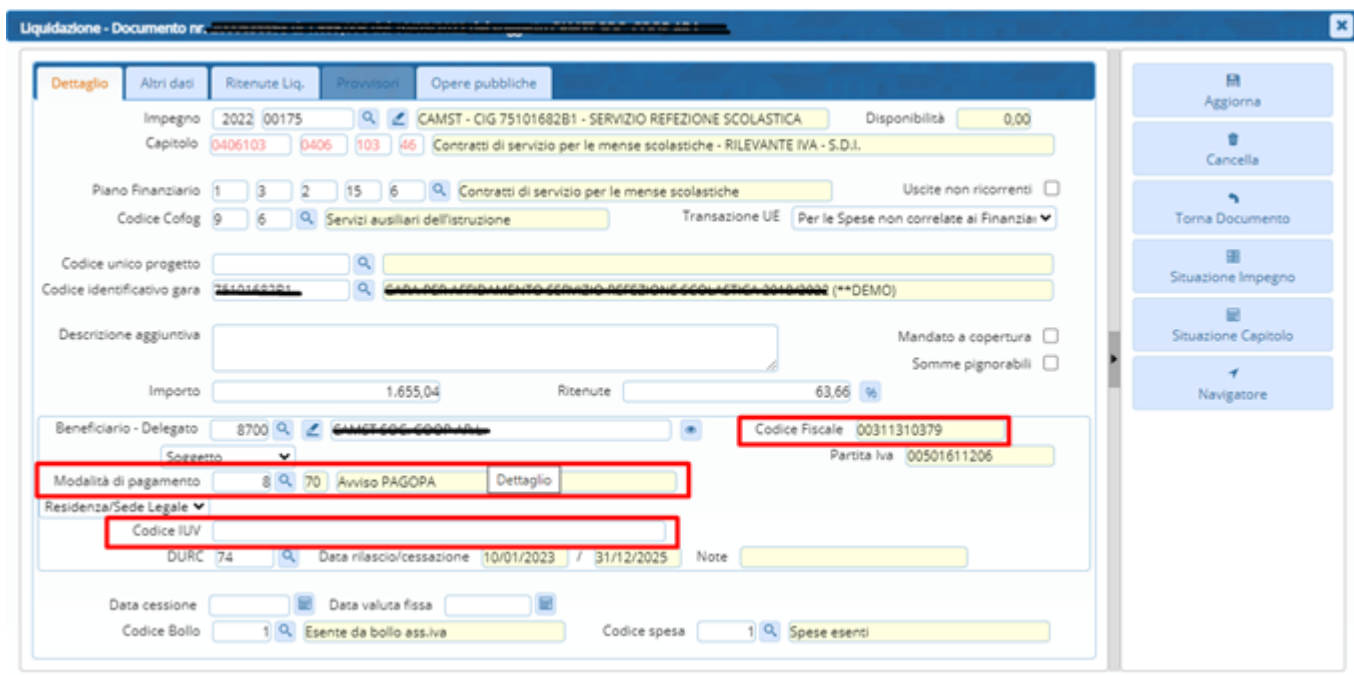 Liquidazione - Documento nr.
Dettaglio Altri dati Ritenute Liq. Provvisori Opere pubbliche
Impegno 2022 00175 CAMST - CIG 75101682B1 - SERVIZIO REFEZIONE SCOLASTICA Disponibilità 0,00
Capitolo 0406103 0406 103 46 Contratti di servizio per le mense scolastiche - RILEVANTE IVA - S.D.I.
Piano Finanziario 1 3 2 15 6 Contratti di servizio per le mense scolastiche Uscite non ricorrenti
Codice Cofog 9 6 Servizi ausiliari dell'istruzione Transazione UE Per le Spese non correlate ai Finanziar
Codice unico progetto
Codice identificativo gara (**DEMO)
Descrizione aggiuntiva Mandato a copertura
Somme pignorabili
Importo 1.655,04 Ritenute 63,66 %
Beneficiario - Delegato 8700 Codice Fiscale 00311310379
Soggetto Partita Iva 00501611206
Modalità di pagamento 8 70 Avviso PAGOPA Dettaglio
Residenza/Sede Legale
Codice IUV
DURC 74 Data rilascio/cessazione 10/01/2023 / 31/12/2025 Note
Data cessione Data valuta fissa
Codice Bollo 1 Esente da bollo ass.iva Codice spesa 1 Spese esenti
Aggiorna
Cancella
Torna Documento
Situazione Impegno
Situazione Capitolo
Navigatore